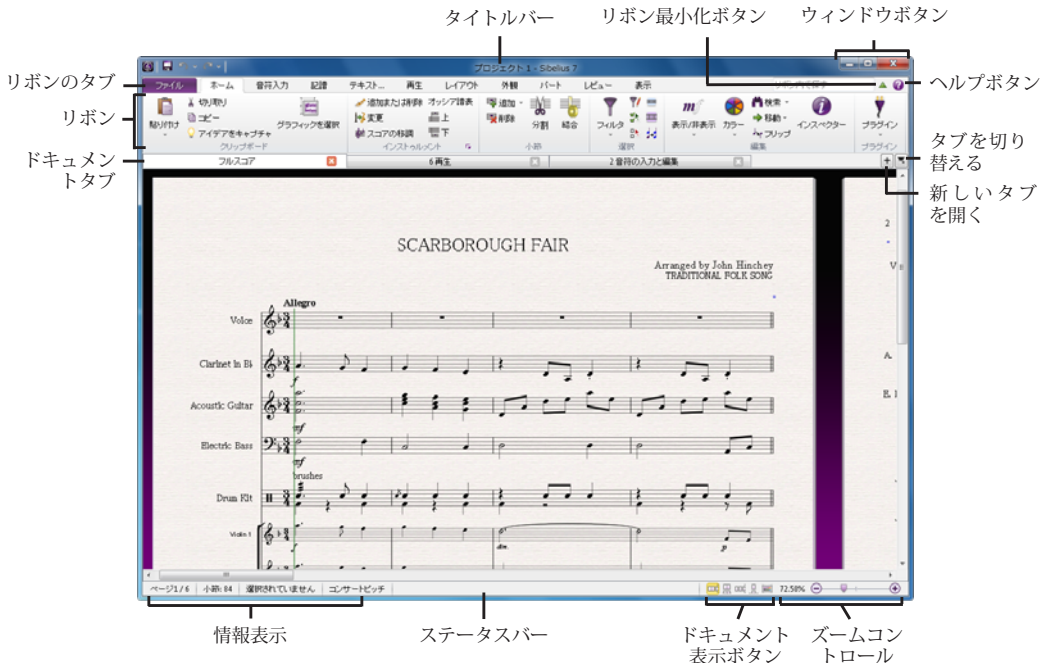 タイトルバー
リボン最小化ボタン
ウィンドウボタン
プロジェクト 1 - Sibelius 7
リボンのタブ
ファイル ホーム 音符入力 記譜 テキスト... 再生 レイアウト 外観 パート レビュー 表示
ヘルプボタン
リボン
貼り付け
切り取り
コピー
アイデアをキャプチャ
グラフィックを選択
クリップボード
追加または削除
変更
スコアの移調
オッシア譜表
上
下
インストゥルメント
追加
削除
分割
結合
小節
フィルタ
選択
表示/非表示
カラー
検索
移動
フリップ
インスペクター
編集
プラグイン
プラグイン
ドキュメン
トタブ
フルスコア
6 再生
2 音符の入力と編集
タブを切り
替える
新しいタブ
を開く
SCARBOROUGH FAIR
2
Arranged by John Hinchey
TRADITIONAL FOLK SONG
Allegro
Voice
Clarinet in B♭
f
A.
Acoustic Guitar
mf
Electric Bass
mf
brushes
Drum Kit
Violin 1
f
dim.
p
ページ1 / 6 小節: 84 選択されていません コンサートピッチ
72.58%
情報表示
ステータスバー
ドキュメント
表示ボタン
ズームコン
トロール